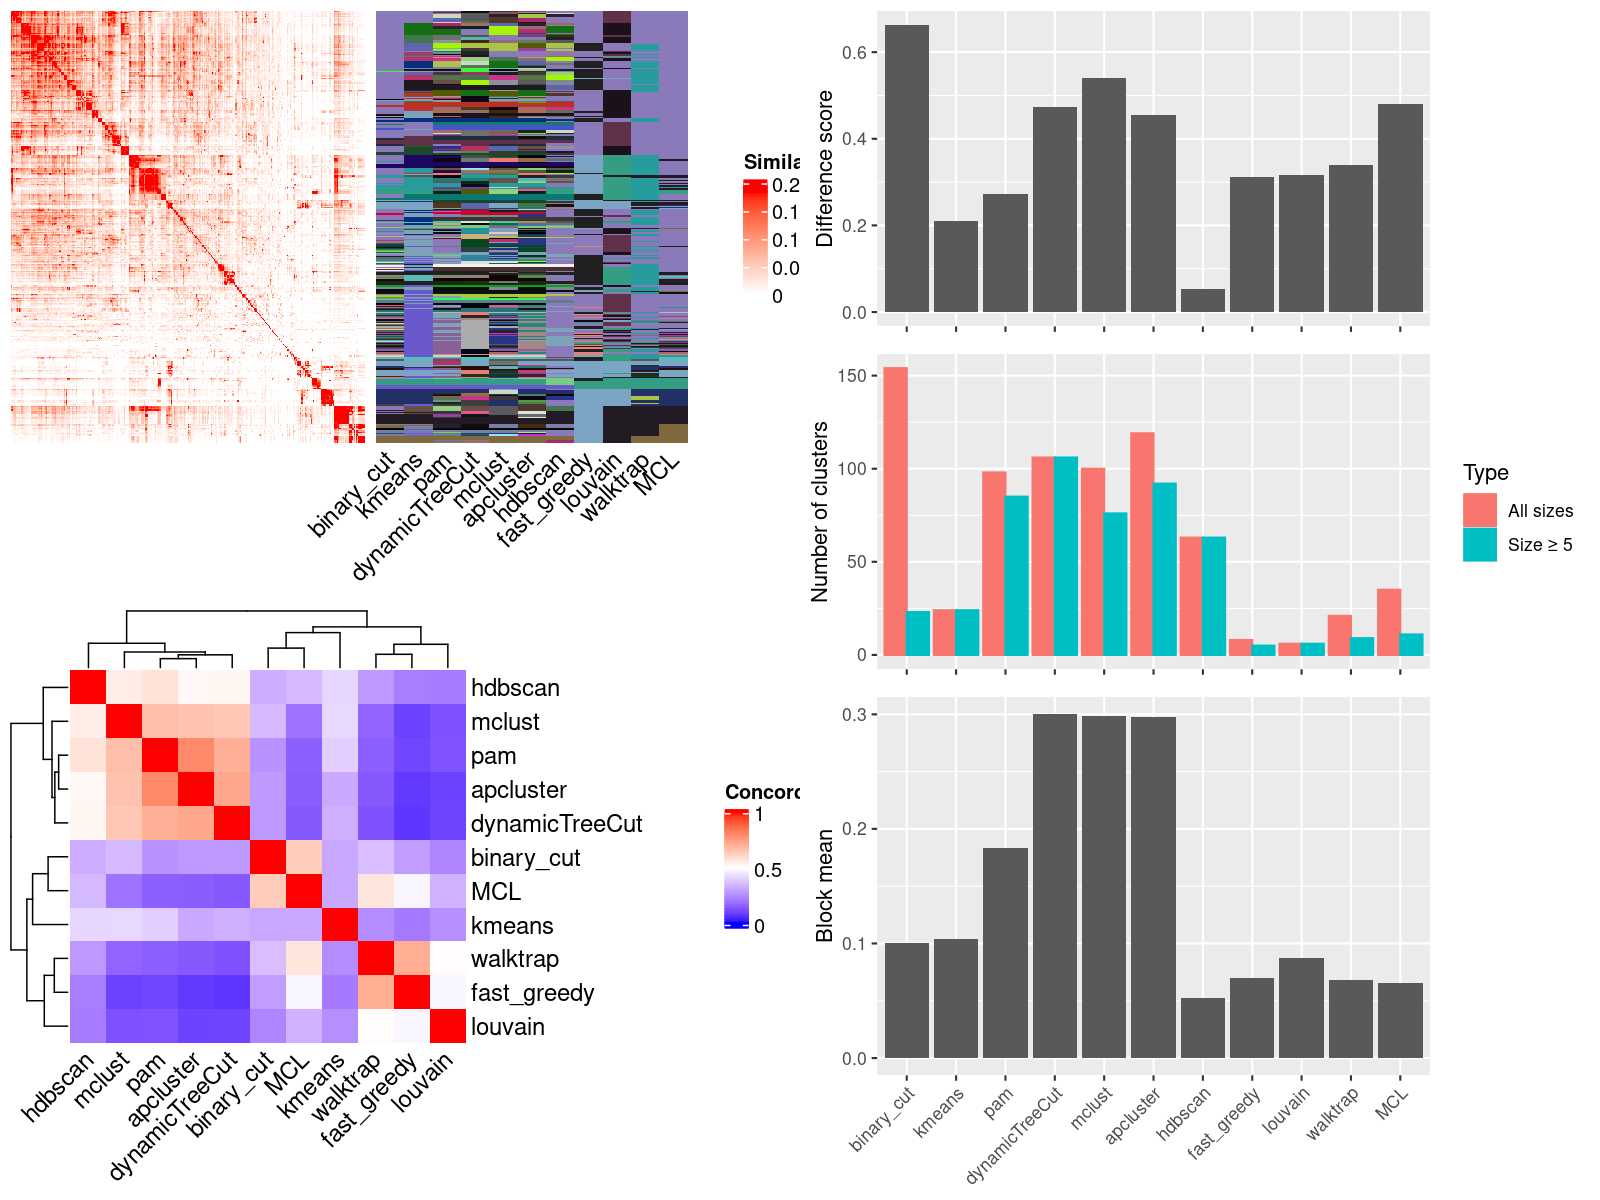 Simila
0.2
0.1
0.1
0.0
0
binary_cut
kmeans
pam
dynamicTreeCut
mclust
apcluster
hdbscan
fast_greedy
louvain
walktrap
MCL
hdbscan
mclust
pam
apcluster
dynamicTreeCut
binary_cut
MCL
kmeans
walktrap
fast_greedy
louvain
Concord
1
0.5
0
hdbscan
mclust
pam
apcluster
dynamicTreeCut
binary_cut
MCL
kmeans
walktrap
fast_greedy
louvain
Difference score
0.6
0.4
0.2
0.0
Number of clusters
150
100
50
0
Type
All sizes
Size ≥ 5
Block mean
0.3
0.2
0.1
0.0
binary_cut
kmeans
pam
dynamicTreeCut
mclust
apcluster
hdbscan
fast_greedy
louvain
walktrap
MCL